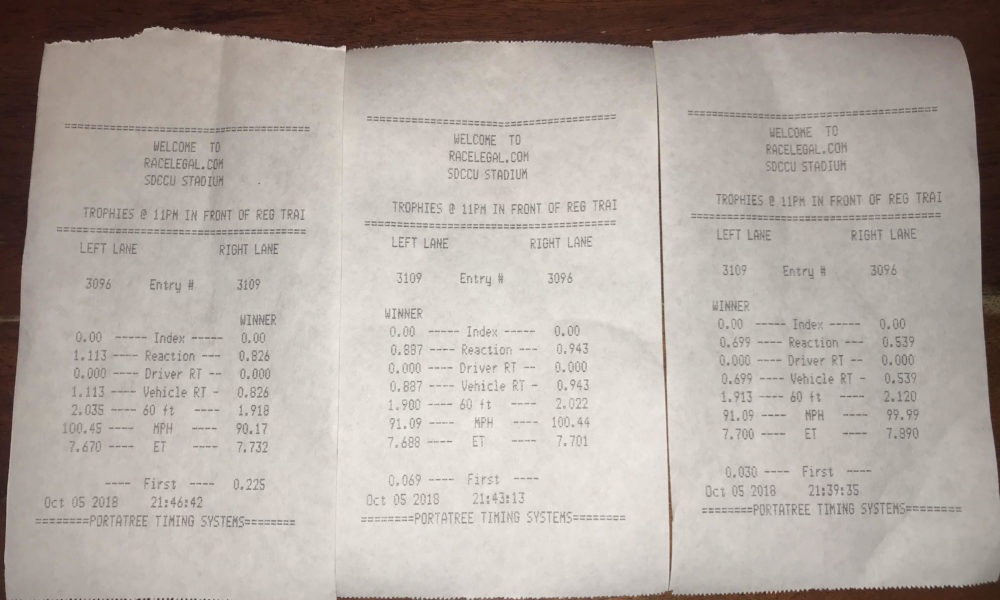 ==============================
WELCOME TO
RACELEGAL.COM
SDCCU STADIUM
TROPHIES @ 11PM IN FRONT OF REG TRAI
==============================
LEFT LANE RIGHT LANE
3096 Entry # 3109
WINNER
0.00 ---- Index ---- 0.00
1.113 ---- Reaction --- 0.826
0.000 ---- Driver RT -- 0.000
1.113 ---- Vehicle RT - 0.826
2.035 ---- 60 ft ---- 1.918
100.45 ---- MPH ---- 90.17
7.670 ---- ET ---- 7.732
---- First ---- 0.225
Oct 05 2018 21:46:42
========PORTATREE TIMING SYSTEMS========
==============================
WELCOME TO
RACELEGAL.COM
SDCCU STADIUM
TROPHIES @ 11PM IN FRONT OF REG TRAI
==============================
LEFT LANE RIGHT LANE
3109 Entry # 3096
WINNER
0.00 ----- Index ----- 0.00
0.887 ---- Reaction --- 0.943
0.000 ---- Driver RT -- 0.000
0.887 ---- Vehicle RT - 0.943
1.900 ---- 60 ft ---- 2.022
91.09 ---- MPH ---- 100.44
7.688 ---- ET ---- 7.701
0.069 ---- First ----
Oct 05 2018 21:43:13
========PORTATREE TIMING SYSTEMS========
==============================
WELCOME TO
RACELEGAL.COM
SDCCU STADIUM
TROPHIES @ 11PM IN FRONT OF REG TRAI
==============================
LEFT LANE RIGHT LANE
3109 Entry # 3096
WINNER
0.00 ----- Index ---- 0.00
0.699 ---- Reaction --- 0.539
0.000 ---- Driver RT -- 0.000
0.699 ---- Vehicle RT - 0.539
1.913 ---- 60 ft ---- 2.120
91.09 ---- MPH ---- 99.99
7.700 ---- ET ---- 7.890
0.030 ---- First ----
Oct 05 2018 21:39:35
========PORTATREE TIMING SYSTEMS========